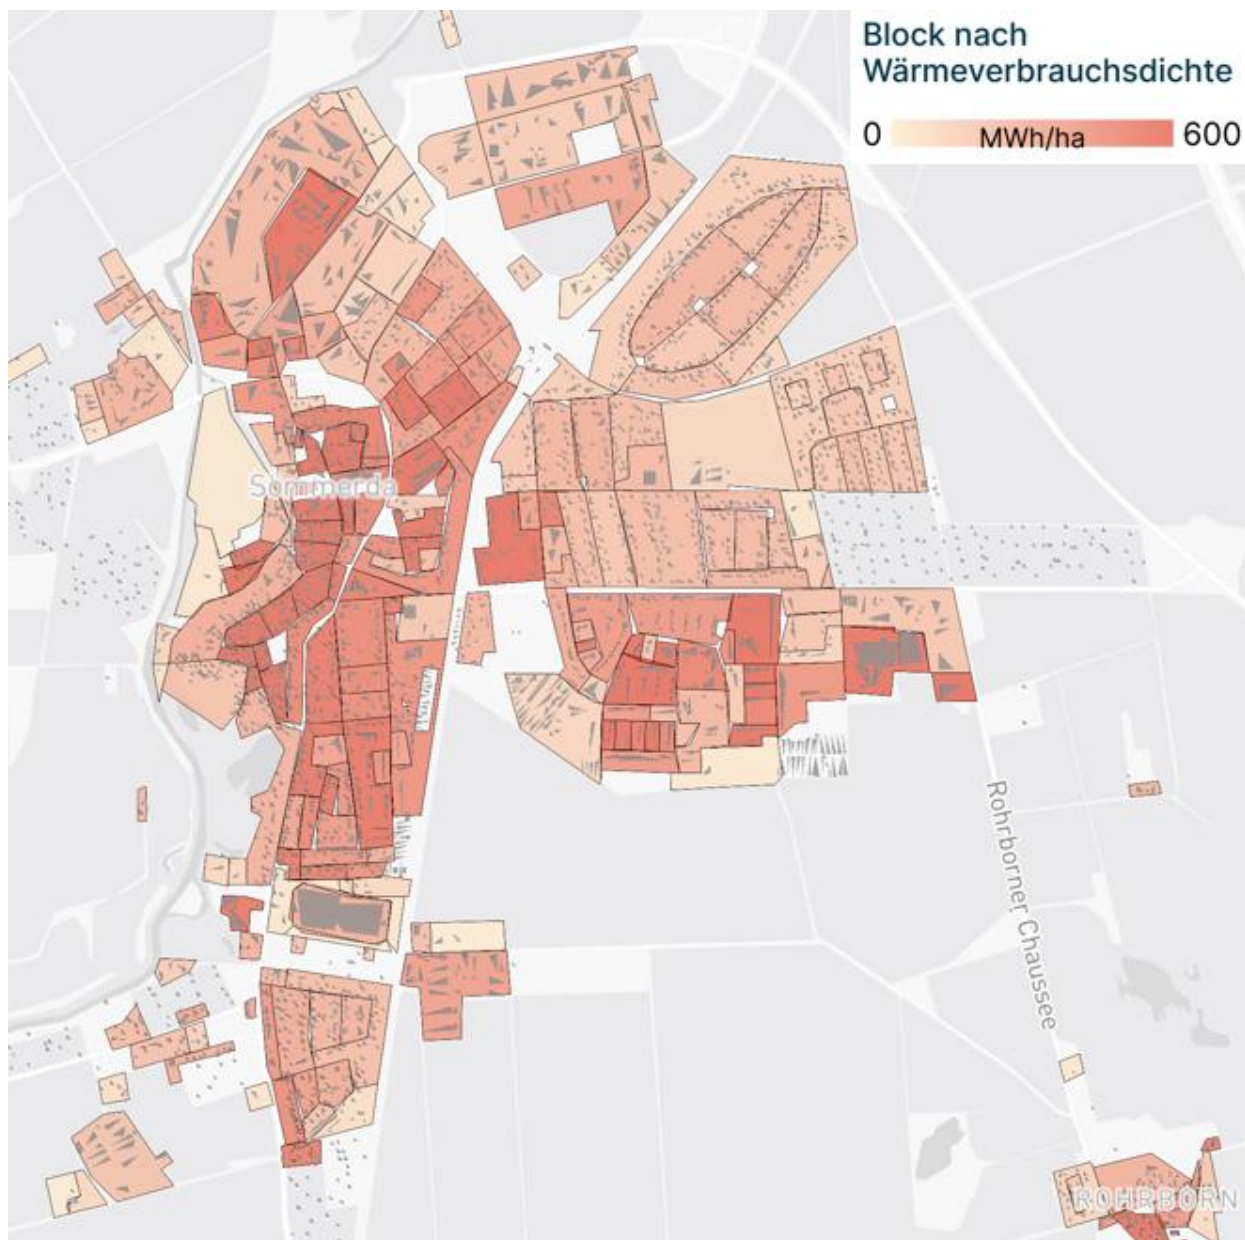 Block nach
Wärmeverbrauchsdichte
0 MWh/ha 600
Sömmerda
Rohrborner Chaussee
ROHRBORN